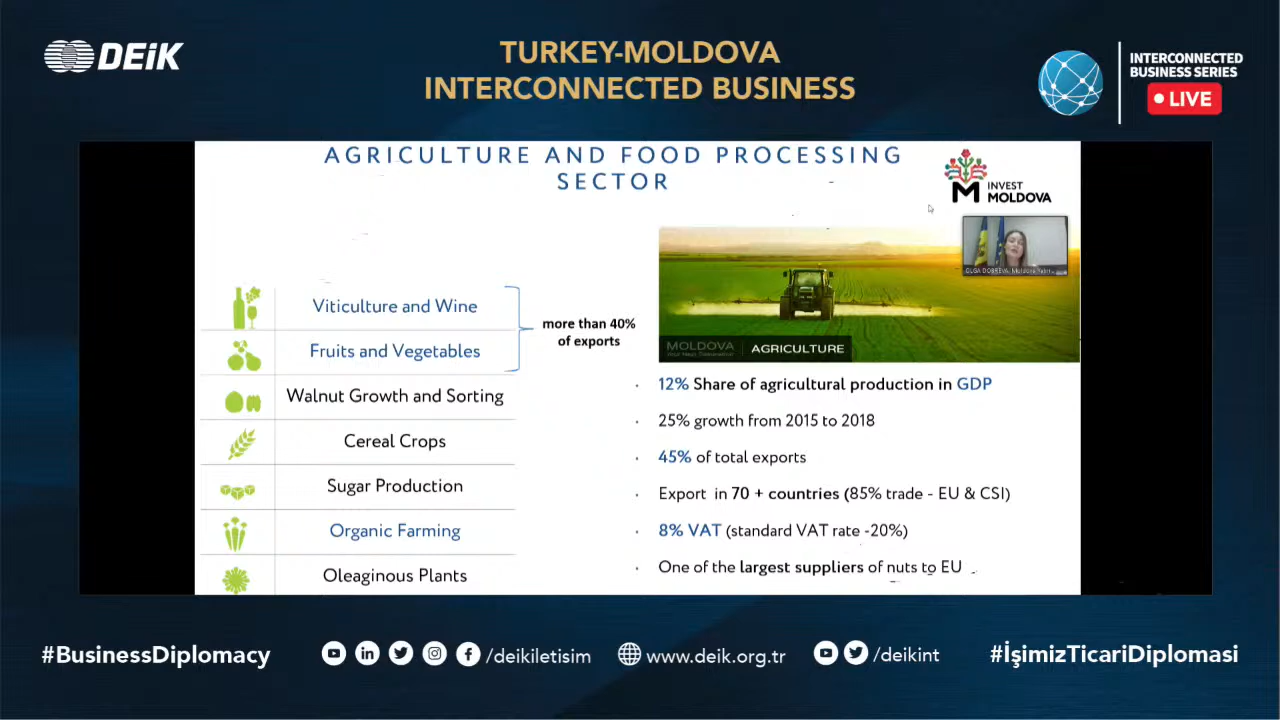 DEiK
TURKEY-MOLDOVA
INTERCONNECTED BUSINESS
INTERCONNECTED
BUSINESS SERIES
LIVE
AGRICULTURE AND FOOD PROCESSING
SECTOR
INVEST
MOLDOVA
OLGA DOBREVA, Moldova
Viticulture and Wine
Fruits and Vegetables
more than 40%
of exports
Walnut Growth and Sorting
Cereal Crops
Sugar Production
Organic Farming
Oleaginous Plants
MOLDOVA
AGRICULTURE
· 12% Share of agricultural production in GDP
· 25% growth from 2015 to 2018
· 45% of total exports
· Export in 70 + countries (85% trade - EU & CSI)
· 8% VAT (standard VAT rate -20%)
· One of the largest suppliers of nuts to EU
#BusinessDiplomacy
/deikiletisim
www.deik.org.tr
/deikint
#İşimizTicariDiplomasi